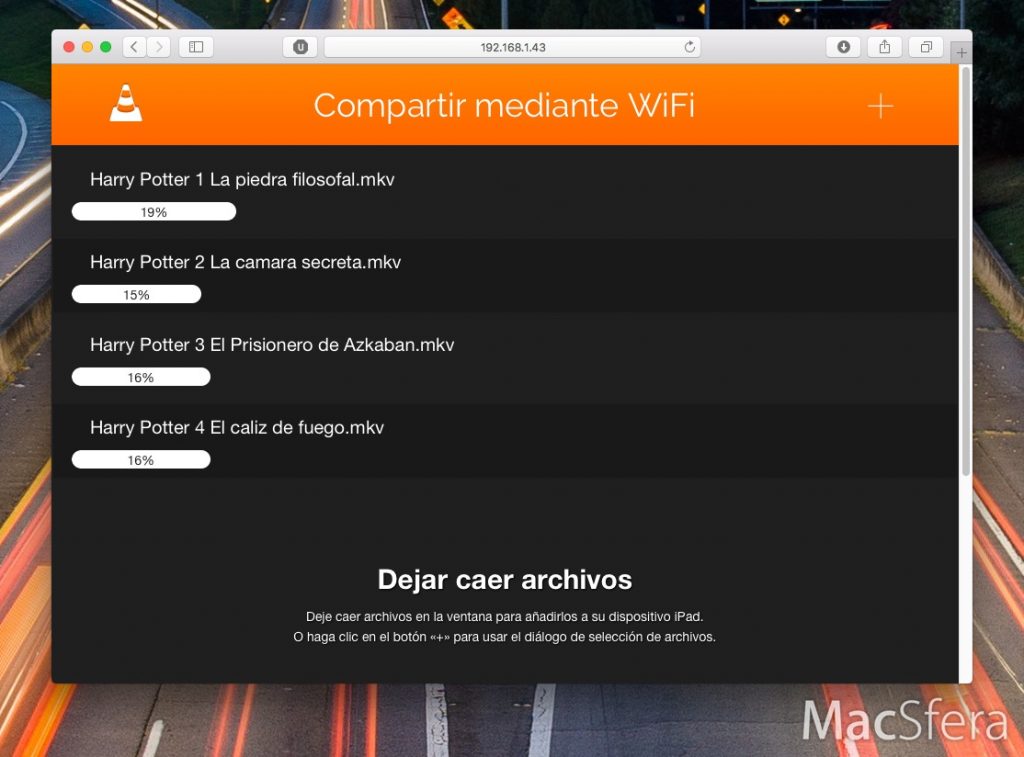 192.168.1.43
Compartir mediante WiFi
Harry Potter 1 La piedra filosofal.mkv
19%
Harry Potter 2 La camara secreta.mkv
15%
Harry Potter 3 El Prisionero de Azkaban.mkv
16%
Harry Potter 4 El caliz de fuego.mkv
16%
Dejar caer archivos
Deje caer archivos en la ventana para añadirlos a su dispositivo iPad.
O haga clic en el botón «+» para usar el diálogo de selección de archivos.
MacSfera